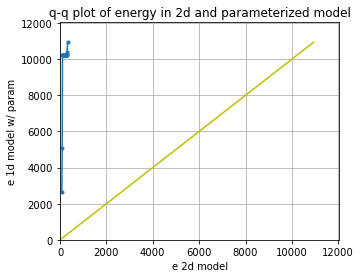 q-q plot of energy in 2d and parameterized model
12000
10000
8000
6000
4000
2000
0
e 1d model w/ param
0 2000 4000 6000 8000 10000 12000
e 2d model